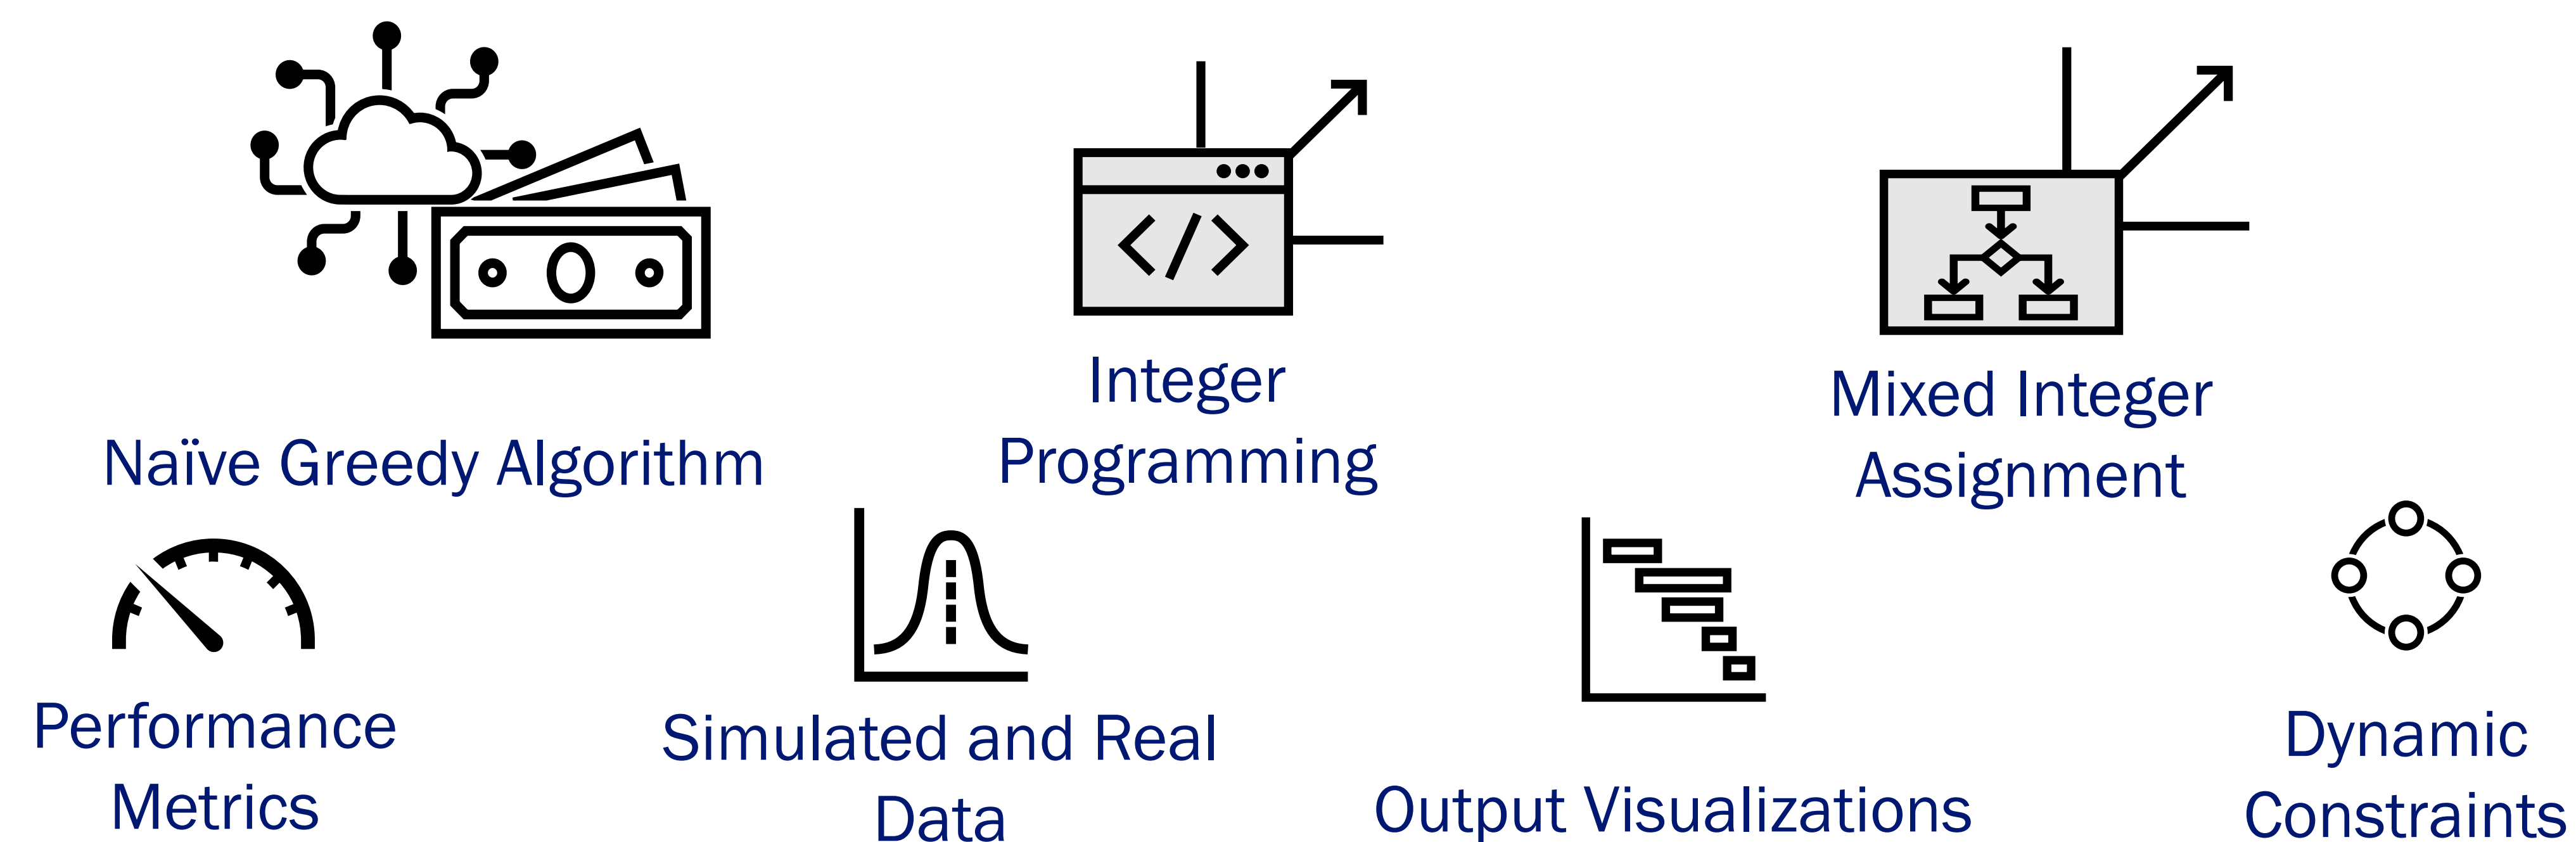 Naïve Greedy Algorithm
Integer
Programming
Mixed Integer
Assignment
Performance
Metrics
Simulated and Real
Data
Output Visualizations
Dynamic
Constraints